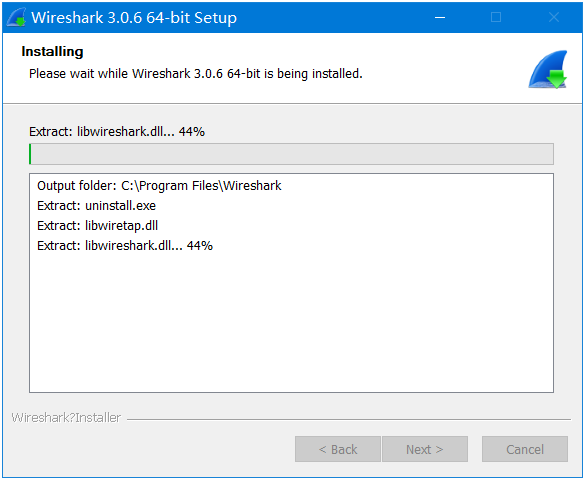 Wireshark 3.0.6 64-bit Setup
Installing
Please wait while Wireshark 3.0.6 64-bit is being installed.
Extract: libwireshark.dll... 44%
Output folder: C:\Program Files\Wireshark
Extract: uninstall.exe
Extract: libwiretap.dll
Extract: libwireshark.dll... 44%
Wireshark?Installer
< Back Next > Cancel